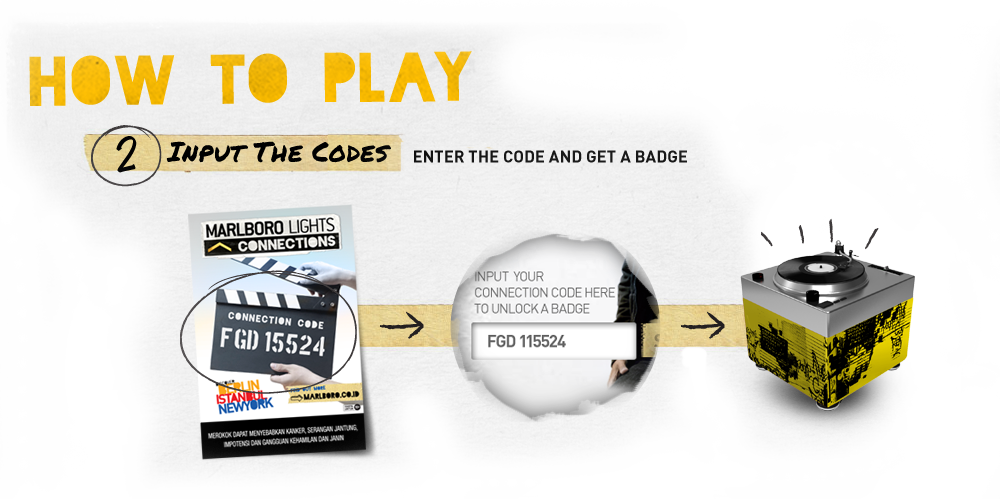 HOW TO PLAY
2 INPUT THE CODES ENTER THE CODE AND GET A BADGE
MARLBORO LIGHTS
CONNECTIONS
CONNECTION CODE
FGD 15524
BERLIN
ISTANBUL
NEWYORK
MARLBORO.CO.ID
MEROKOK DAPAT MENYEBABKAN KANKER, SERANGAN JANTUNG,
IMPOTENSI DAN GANGGUAN KEHAMILAN DAN JANIN
INPUT YOUR
CONNECTION CODE HERE
TO UNLOCK A BADGE
FGD 115524